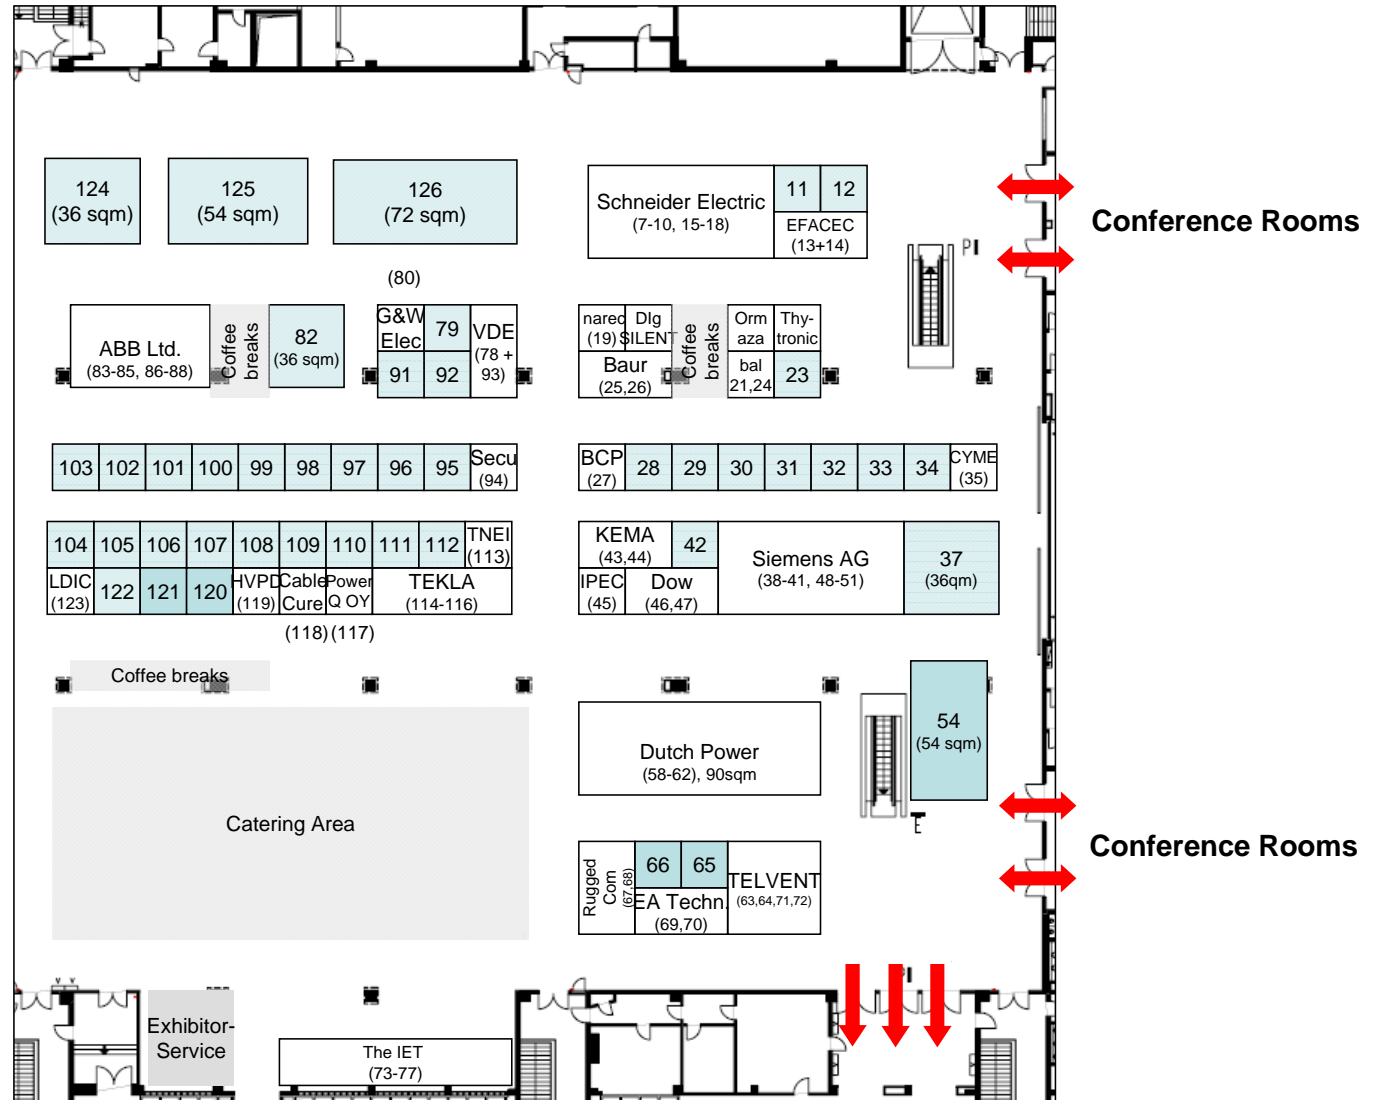 124
(36 sqm)
125
(54 sqm)
126
(72 sqm)
Schneider Electric
(7-10, 15-18)
11
12
EFACEC
(13+14)
Conference Rooms
(80)
ABB Ltd.
(83-85, 86-88)
Coffee
breaks
82
(36 sqm)
G&W
Elec
79
VDE
(78 +
93)
91
92
nared
(19)
DIg
SILENT
Coffee
breaks
Orm
aza
Thy-
tronic
Baur
(25,26)
bal
21,24
23
103
102
101
100
99
98
97
96
95
Secu
(94)
BCP
(27)
28
29
30
31
32
33
34
CYME
(35)
104
105
106
107
108
109
110
111
112
TNEI
(113)
LDIC
(123)
122
121
120
HVPD
(119)
Cable
Cure
Power
Q OY
TEKLA
(114-116)
(118)
(117)
KEMA
(43,44)
42
Siemens AG
(38-41, 48-51)
37
(36qm)
IPEC
(45)
Dow
(46,47)
Coffee breaks
54
(54 sqm)
Dutch Power
(58-62), 90sqm
Catering Area
Conference Rooms
Rugged
Com
(67,68)
66
65
TELVENT
(63,64,71,72)
EA Techn.
(69,70)
Exhibitor-
Service
The IET
(73-77)